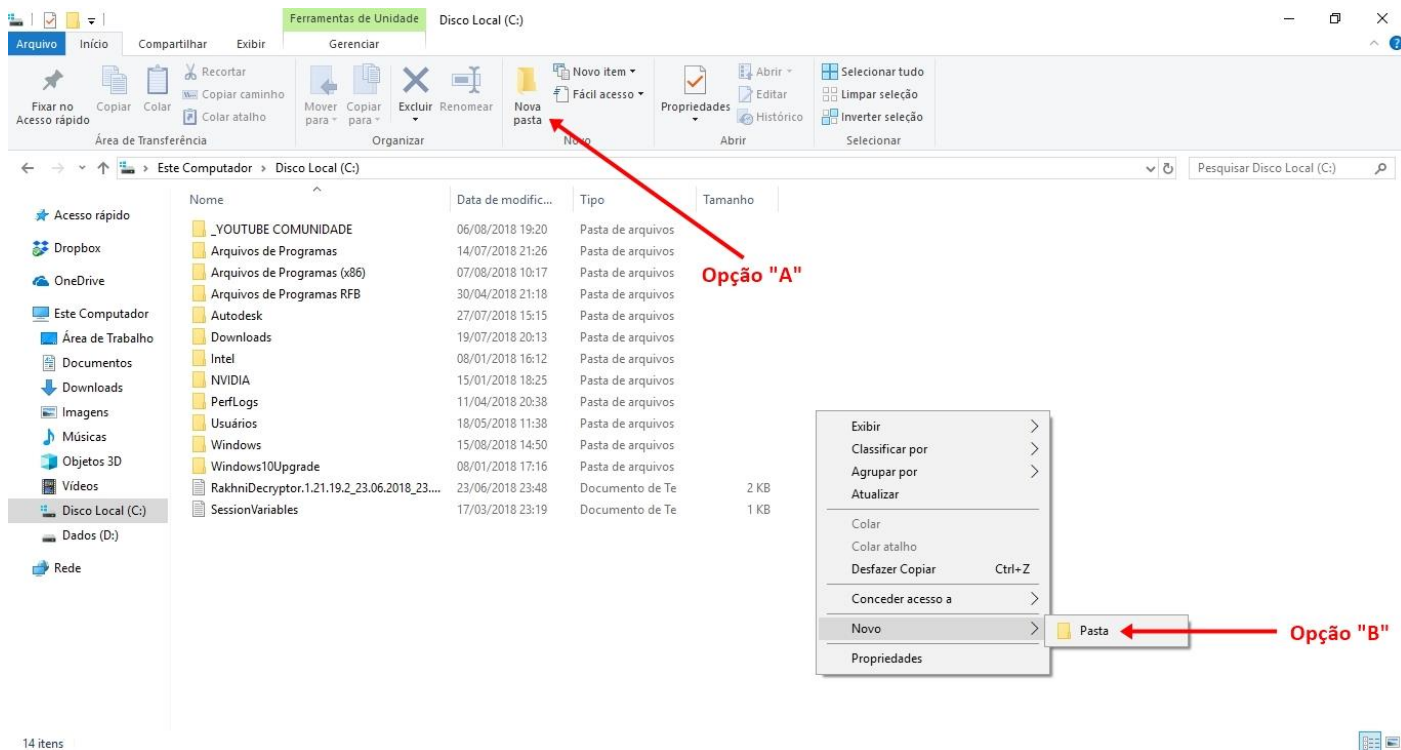 Ferramentas de Unidade Disco Local (C:)
Arquivo Início Compartilhar Exibir Gerenciar
Fixar no
Acesso rápido
Copiar
Colar
Recortar
Copiar caminho
Colar atalho
Área de Transferência
Mover
para
Copiar
para
Excluir
Renomear
Organizar
Nova
pasta
Novo item
Fácil acesso
Novo
Propriedades
Abrir
Editar
Histórico
Abrir
Selecionar tudo
Limpar seleção
Inverter seleção
Selecionar
Este Computador > Disco Local (C:)
Pesquisar Disco Local (C:)
Acesso rápido
Dropbox
OneDrive
Este Computador
Área de Trabalho
Documentos
Downloads
Imagens
Músicas
Objetos 3D
Vídeos
Disco Local (C:)
Dados (D:)
Rede
Nome Data de modific... Tipo Tamanho
_YOUTUBE COMUNIDADE 06/08/2018 19:20 Pasta de arquivos
Arquivos de Programas 14/07/2018 21:26 Pasta de arquivos
Arquivos de Programas (x86) 07/08/2018 10:17 Pasta de arquivos
Arquivos de Programas RFB 30/04/2018 21:18 Pasta de arquivos
Autodesk 27/07/2018 15:15 Pasta de arquivos
Downloads 19/07/2018 20:13 Pasta de arquivos
Intel 08/01/2018 16:12 Pasta de arquivos
NVIDIA 15/01/2018 18:25 Pasta de arquivos
PerfLogs 11/04/2018 20:38 Pasta de arquivos
Usuários 18/05/2018 11:38 Pasta de arquivos
Windows 15/08/2018 14:50 Pasta de arquivos
Windows10Upgrade 08/01/2018 17:16 Pasta de arquivos
RakhniDecryptor.1.21.19.2_23.06.2018_23.... 23/06/2018 23:48 Documento de Te 2 KB
SessionVariables 17/03/2018 23:19 Documento de Te 1 KB
Opção "A"
Exibir
Classificar por
Agrupar por
Atualizar
Colar
Colar atalho
Desfazer Copiar Ctrl+Z
Conceder acesso a
Novo
Pasta
Opção "B"
Propriedades
14 itens